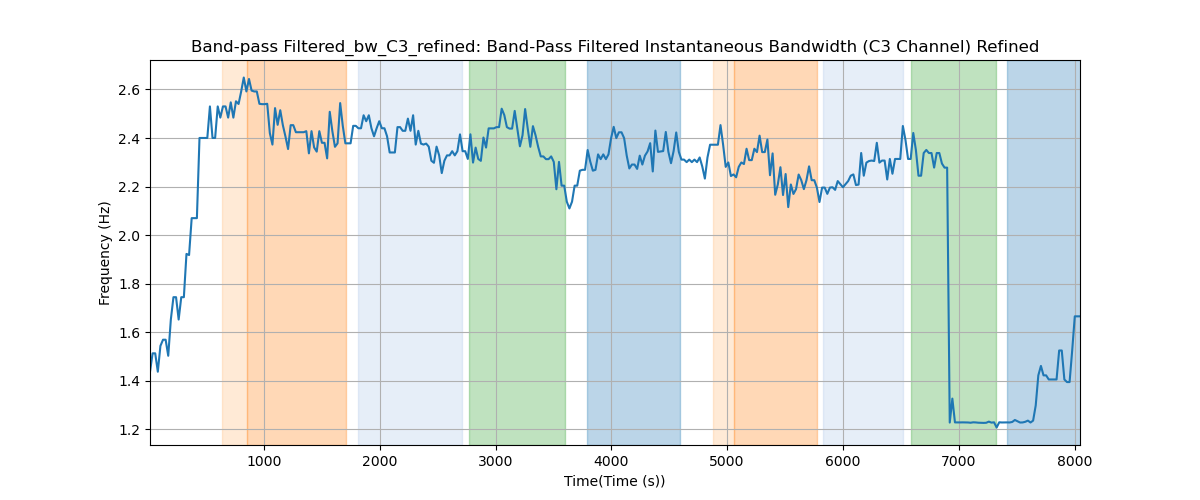 Band-pass Filtered_bw_C3_refined: Band-Pass Filtered Instantaneous Bandwidth (C3 Channel) Refined
Frequency (Hz)
2.6
2.4
2.2
2.0
1.8
1.6
1.4
1.2
1000 2000 3000 4000 5000 6000 7000 8000
Time(Time (s))